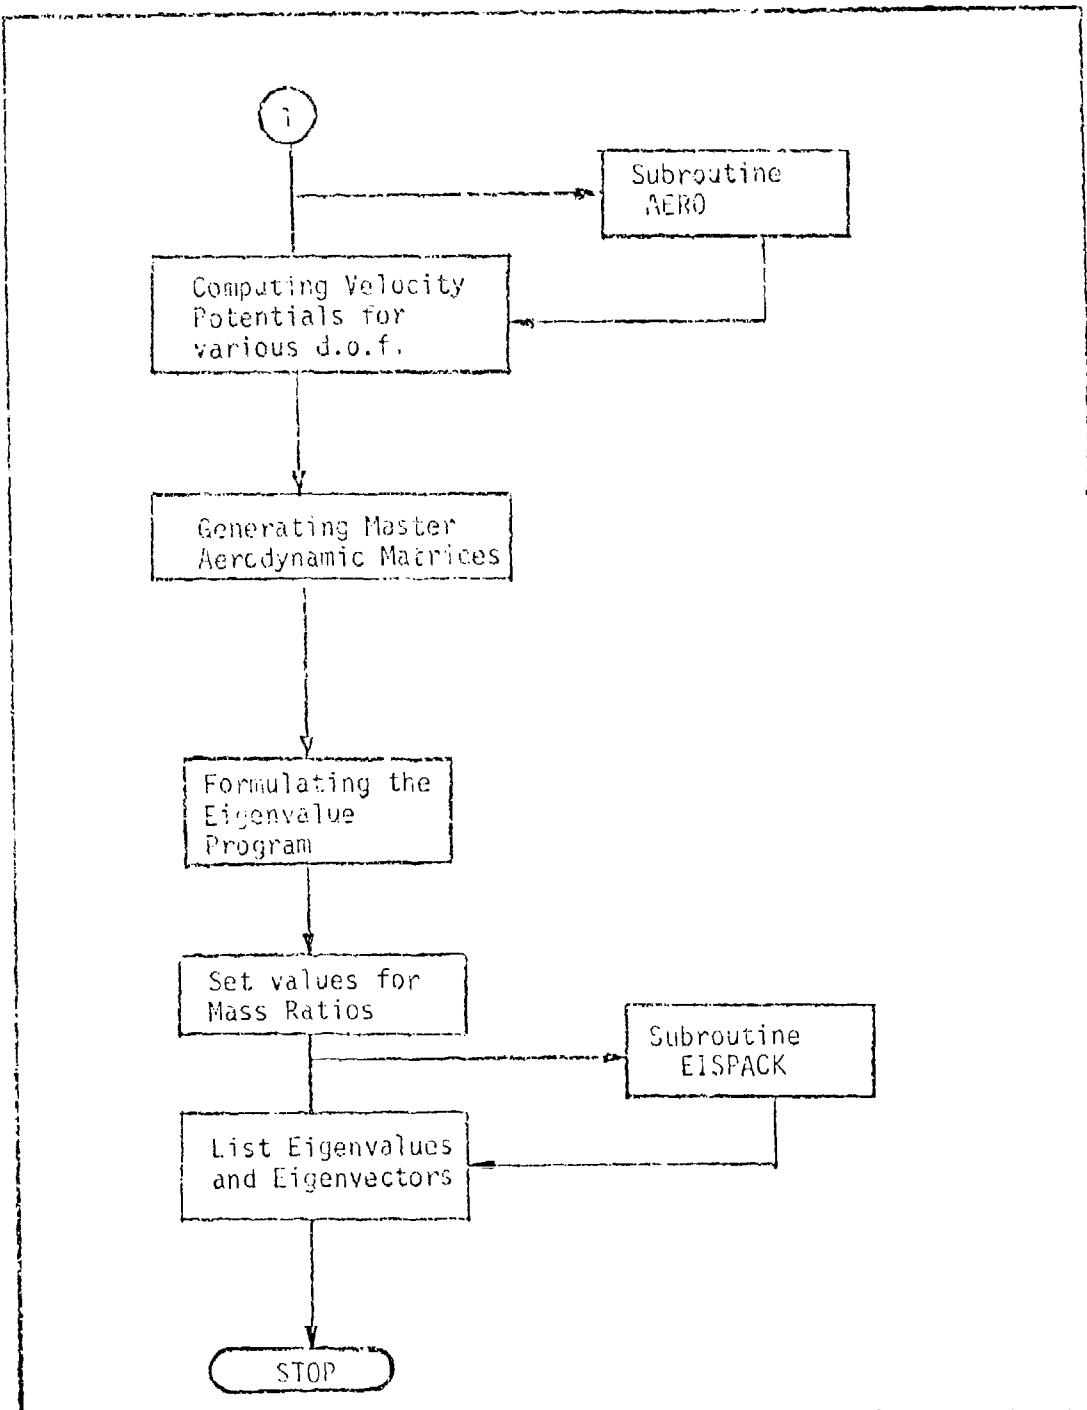 1
Subroutine
AERO
Computing Velocity
Potentials for
various d.o.f.
Generating Master
Aerodynamic Matrices
Formulating the
Eigenvalue
Program
Set values for
Mass Ratios
Subroutine
EISPACK
List Eigenvalues
and Eigenvectors
STOP